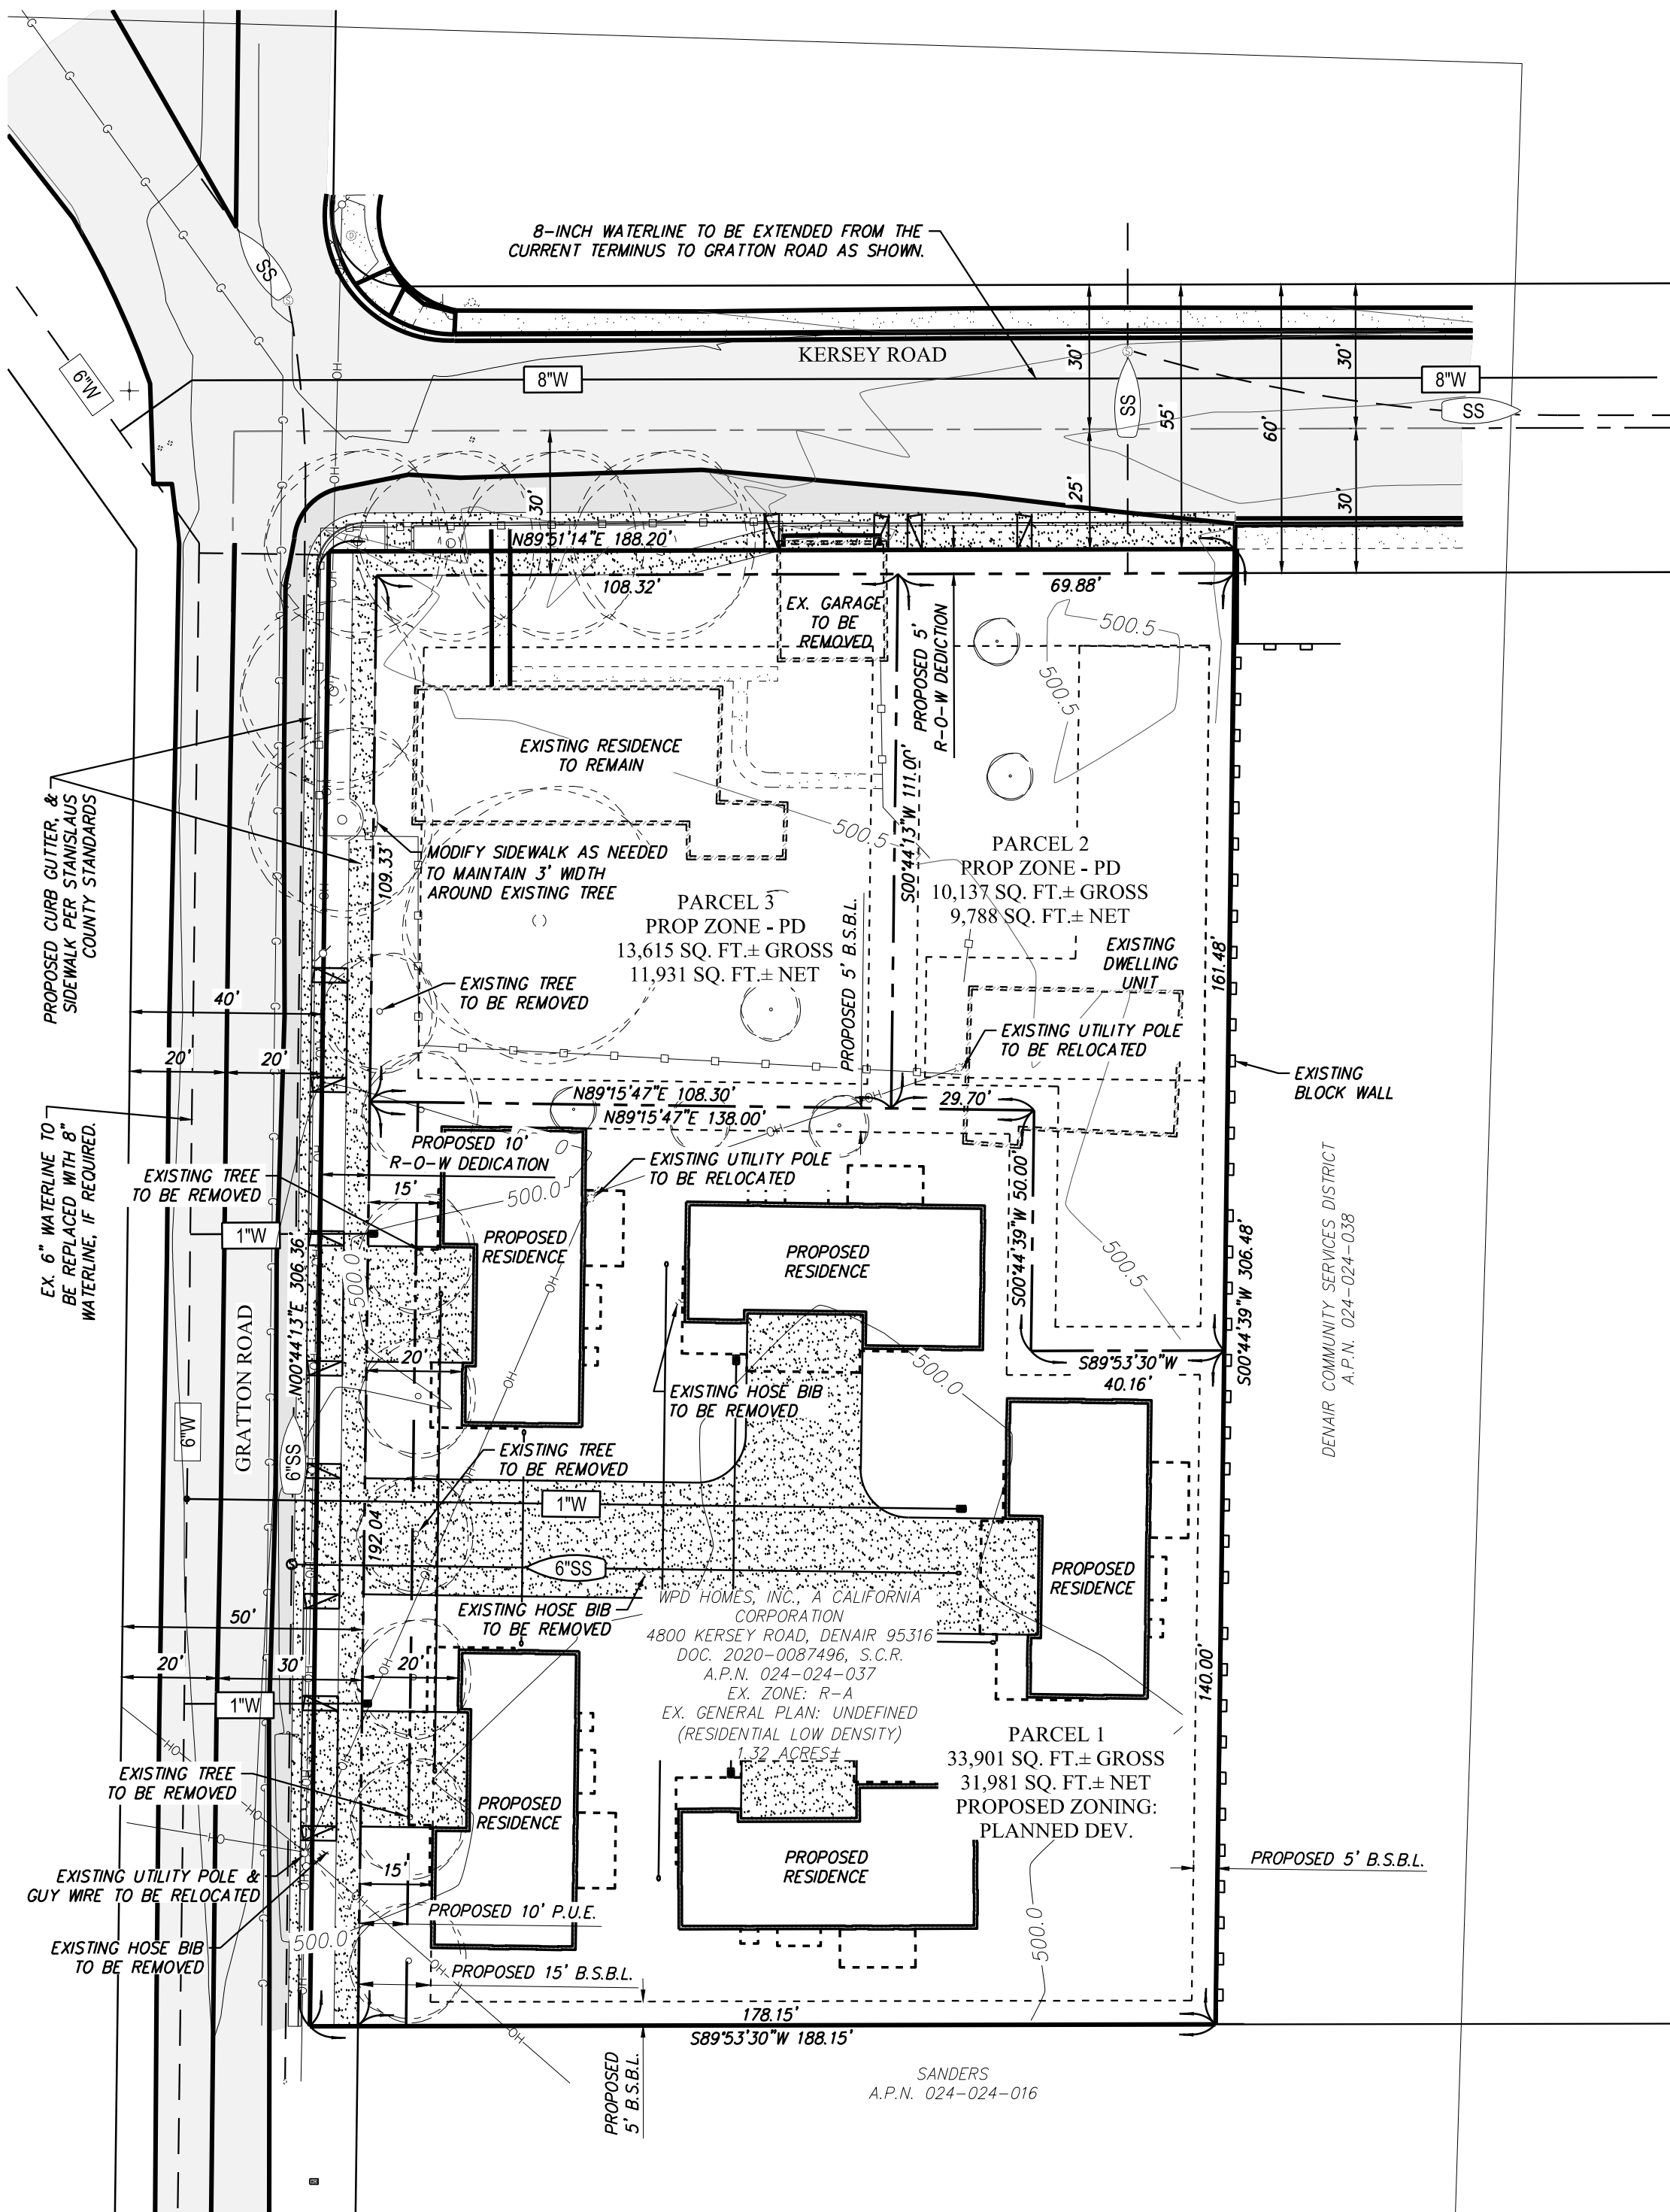 8-INCH WATERLINE TO BE EXTENDED FROM THE
CURRENT TERMINUS TO GRATTON ROAD AS SHOWN.
SS
6"W
KERSEY ROAD
8"W
8"W
SS
SS
30'
55'
60'
30'
25'
30'
30'
N89°51'14"E 188.20'
108.32'
69.88'
EX. GARAGE
TO BE
REMOVED
PROPOSED 5'
R-O-W DEDICTION
500.5
500.5
EXISTING RESIDENCE
TO REMAIN
500.5
S00°44'13"W 111.00'
PROPOSED CURB GUTTER, &
SIDEWALK PER STANISLAUS
COUNTY STANDARDS
109.33'
MODIFY SIDEWALK AS NEEDED
TO MAINTAIN 3' WIDTH
AROUND EXISTING TREE
PARCEL 3
PROP ZONE - PD
13,615 SQ. FT.± GROSS
11,931 SQ. FT.± NET
PARCEL 2
PROP ZONE - PD
10,137 SQ. FT.± GROSS
9,788 SQ. FT.± NET
PROPOSED 5' B.S.B.L.
EXISTING
DWELLING
UNIT
161.48'
EXISTING TREE
TO BE REMOVED
EXISTING UTILITY POLE
TO BE RELOCATED
EXISTING
BLOCK WALL
40'
20'
20'
N89°15'47"E 108.30'
29.70'
N89°15'47"E 138.00'
EX. 6" WATERLINE TO
BE REPLACED WITH 8"
WATERLINE, IF REQUIRED.
PROPOSED 10'
R-O-W DEDICATION
15'
500.0
EXISTING TREE
TO BE REMOVED
EXISTING UTILITY POLE
TO BE RELOCATED
1"W
PROPOSED
RESIDENCE
PROPOSED
RESIDENCE
S00°44'39"W 50.00'
500.5
S00°44'39"W 306.48'
DENAIR COMMUNITY SERVICES DISTRICT
A.P.N. 024-024-038
N00°44'13"E 306.36'
500.0
20'
GRATTON ROAD
6"W
6"SS
S89°53'30"W
40.16'
500.0
EXISTING HOSE BIB
TO BE REMOVED
EXISTING TREE
TO BE REMOVED
1"W
192.04
6"SS
PROPOSED
RESIDENCE
EXISTING HOSE BIB
TO BE REMOVED
WPD HOMES, INC., A CALIFORNIA
CORPORATION
4800 KERSEY ROAD, DENAIR 95316
DOC. 2020-0087496, S.C.R.
A.P.N. 024-024-037
EX. ZONE: R-A
EX. GENERAL PLAN: UNDEFINED
(RESIDENTIAL LOW DENSITY)
1.32 ACRES±
50'
20'
30'
20'
1"W
140.00'
PARCEL 1
33,901 SQ. FT.± GROSS
31,981 SQ. FT.± NET
PROPOSED ZONING:
PLANNED DEV.
EXISTING TREE
TO BE REMOVED
PROPOSED
RESIDENCE
PROPOSED
RESIDENCE
PROPOSED 5' B.S.B.L.
EXISTING UTILITY POLE &
GUY WIRE TO BE RELOCATED
15'
PROPOSED 10' P.U.E.
500.0
500.0
EXISTING HOSE BIB
TO BE REMOVED
PROPOSED 15' B.S.B.L.
178.15'
S89°53'30"W 188.15'
PROPOSED
5' B.S.B.L.
SANDERS
A.P.N. 024-024-016